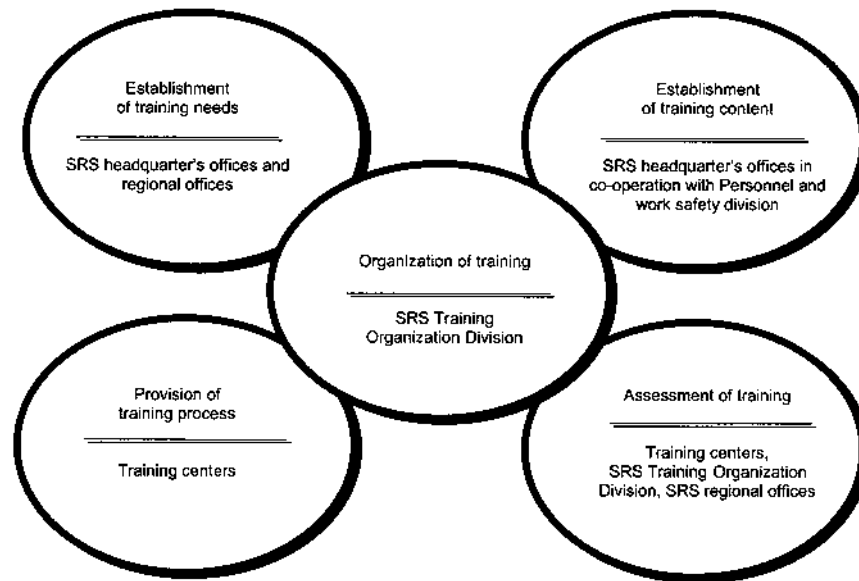 Establishment
of training needs
SRS headquarter's offices and
regional offices
Establishment
of training content
SRS headquarter's offices in
co-operation with Personnel and
work safety division
Organization of training
SRS Training
Organization Division
Provision of
training process
Training centers
Assessment of training
Training centers,
SRS Training Organization
Division, SRS regional offices